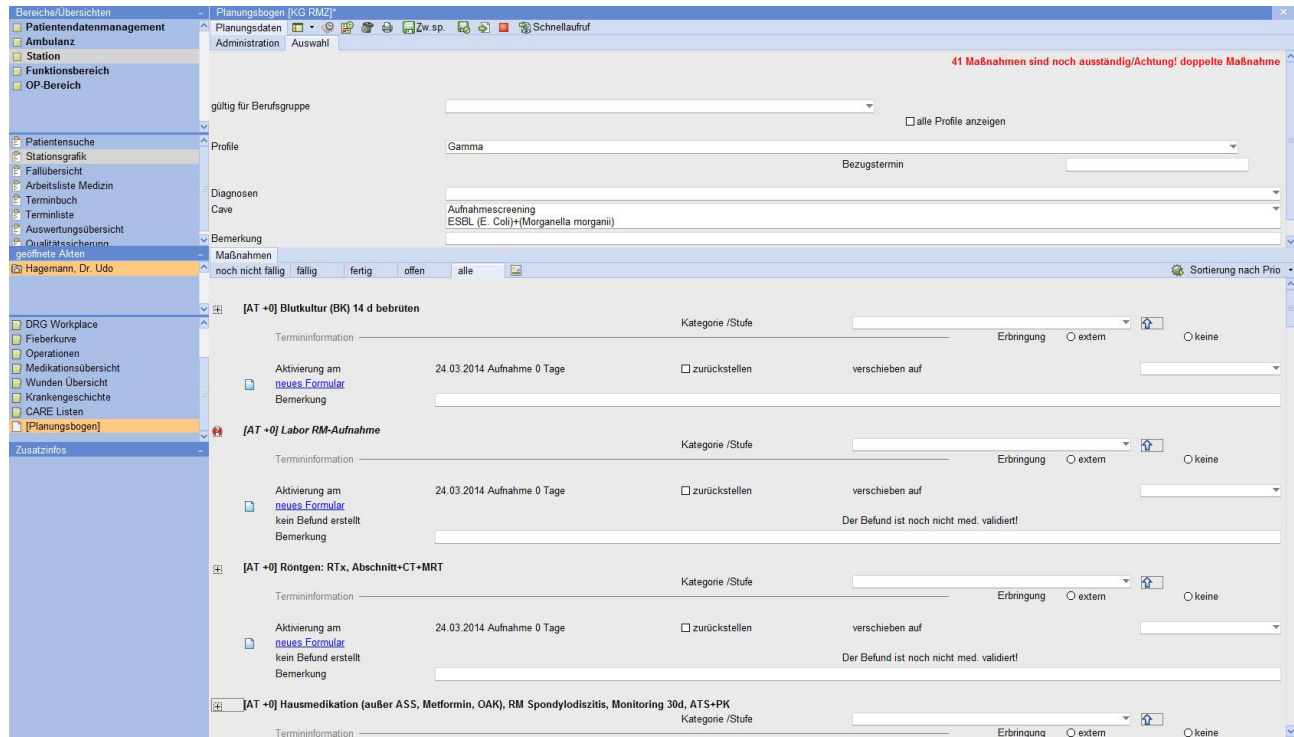 Bereiche/Übersichten
Patientendatenmanagement
Ambulanz
Station
Funktionsbereich
OP-Bereich
Patientensuche
Stationsgrafik
Fallübersicht
Arbeitsliste Medizin
Terminbuch
Terminliste
Auswertungsübersicht
Qualitätssicherung
geöffnete Akten
Hagemann, Dr. Udo
DRG Workplace
Fieberkurve
Operationen
Medikationsübersicht
Wunden Übersicht
Krankengeschichte
CARE Listen
[Planungsbogen]
Zusatzinfos
Planungsbogen [KG RMZ]*
Planungsdaten Zw.sp. Schnellaufruf
Administration Auswahl
41 Maßnahmen sind noch ausständig/Achtung! doppelte Maßnahme
gültig für Berufsgruppe
alle Profile anzeigen
Profile Gamma
Bezugstermin
Diagnosen
Cave Aufnahmescreening
ESBL (E. Coli)+(Morganella morganii)
Bemerkung
Maßnahmen
noch nicht fällig fällig fertig offen alle Sortierung nach Prio
[AT +0] Blutkultur (BK) 14 d bebrüten
Kategorie /Stufe
Termininformation Erbringung extern keine
Aktivierung am 24.03.2014 Aufnahme 0 Tage zurückstellen verschieben auf
neues Formular
Bemerkung
[AT +0] Labor RM-Aufnahme
Kategorie /Stufe
Termininformation Erbringung extern keine
Aktivierung am 24.03.2014 Aufnahme 0 Tage zurückstellen verschieben auf
neues Formular
kein Befund erstellt Der Befund ist noch nicht med. validiert!
Bemerkung
[AT +0] Röntgen: RTx, Abschnitt+CT+MRT
Kategorie /Stufe
Termininformation Erbringung extern keine
Aktivierung am 24.03.2014 Aufnahme 0 Tage zurückstellen verschieben auf
neues Formular
kein Befund erstellt Der Befund ist noch nicht med. validiert!
Bemerkung
[AT +0] Hausmedikation (außer ASS, Metformin, OAK), RM Spondylodiszitis, Monitoring 30d, ATS+PK
Kategorie /Stufe
Termininformation Erbringung extern keine